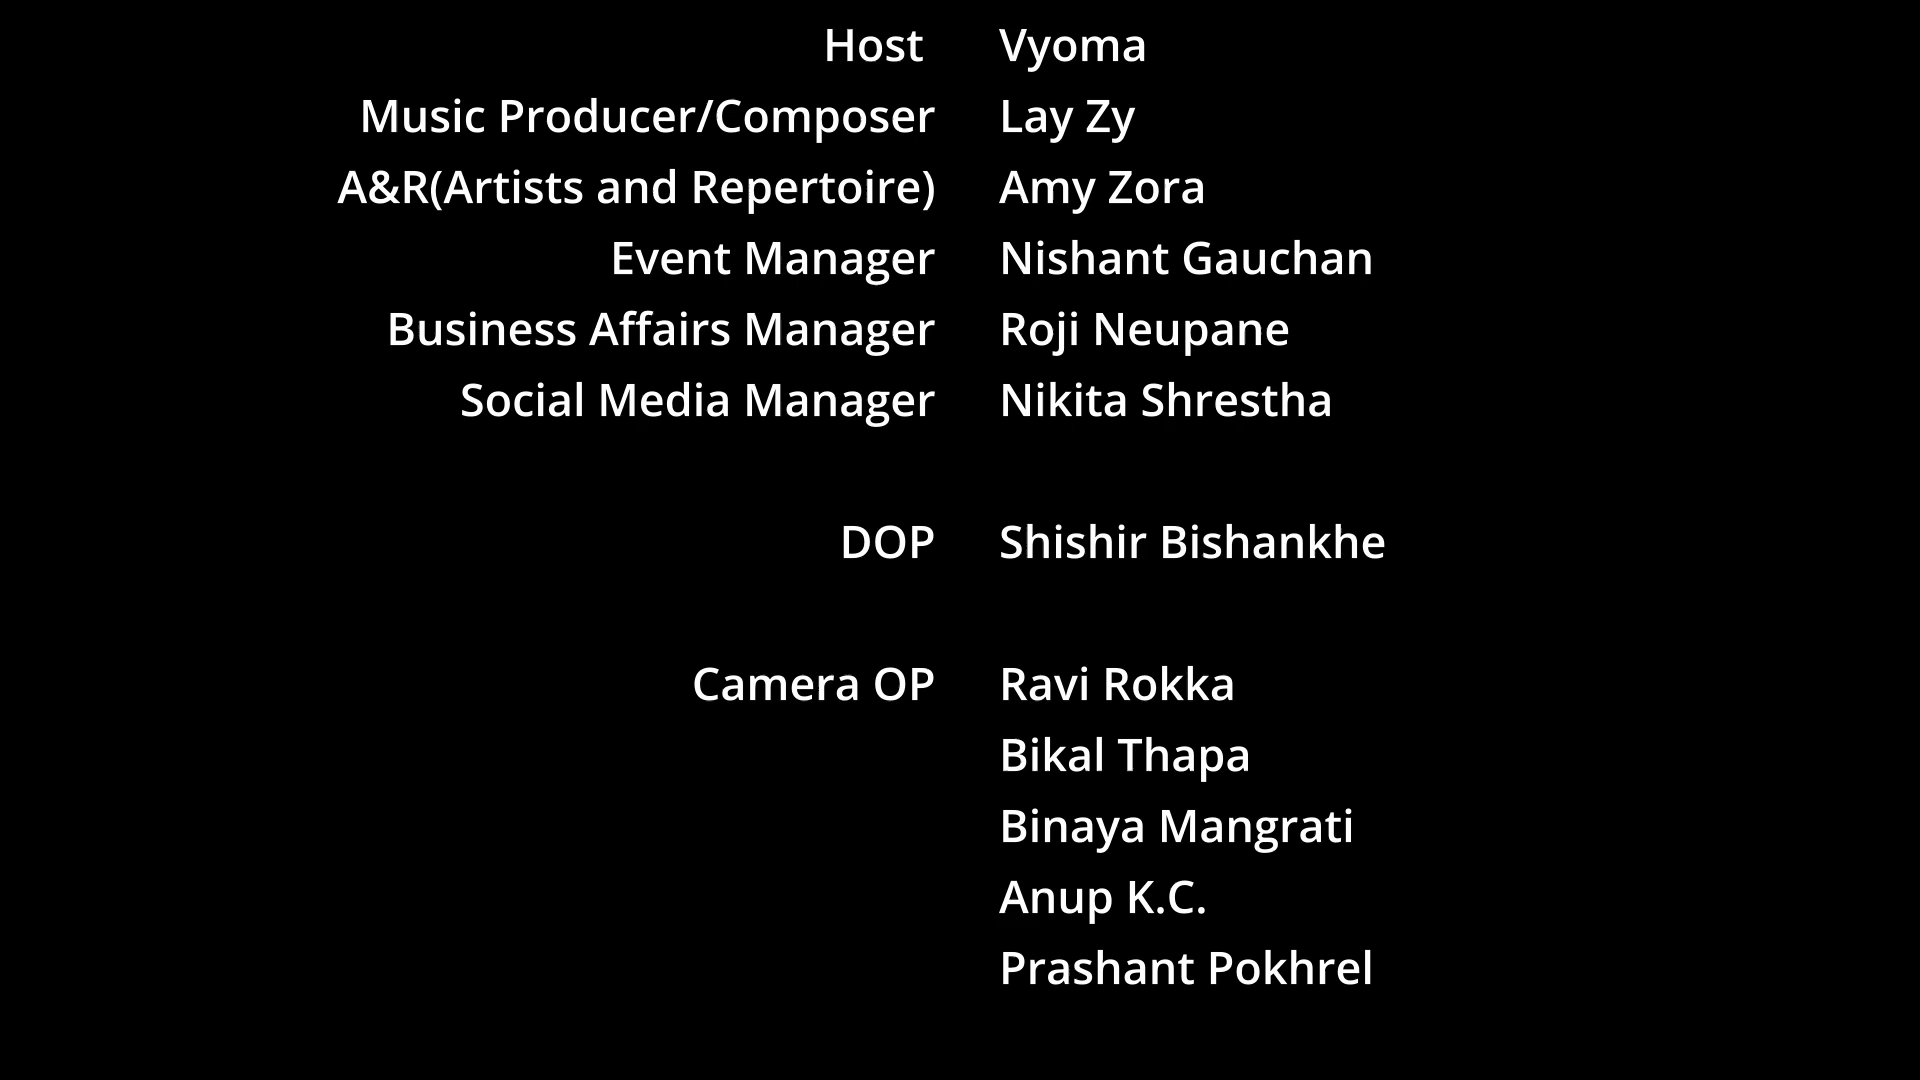 Host Vyoma
Music Producer/Composer Lay Zy
A&R(Artists and Repertoire) Amy Zora
Event Manager Nishant Gauchan
Business Affairs Manager Roji Neupane
Social Media Manager Nikita Shrestha
DOP Shishir Bishankhe
Camera OP Ravi Rokka
Bikal Thapa
Binaya Mangrati
Anup K.C.
Prashant Pokhrel